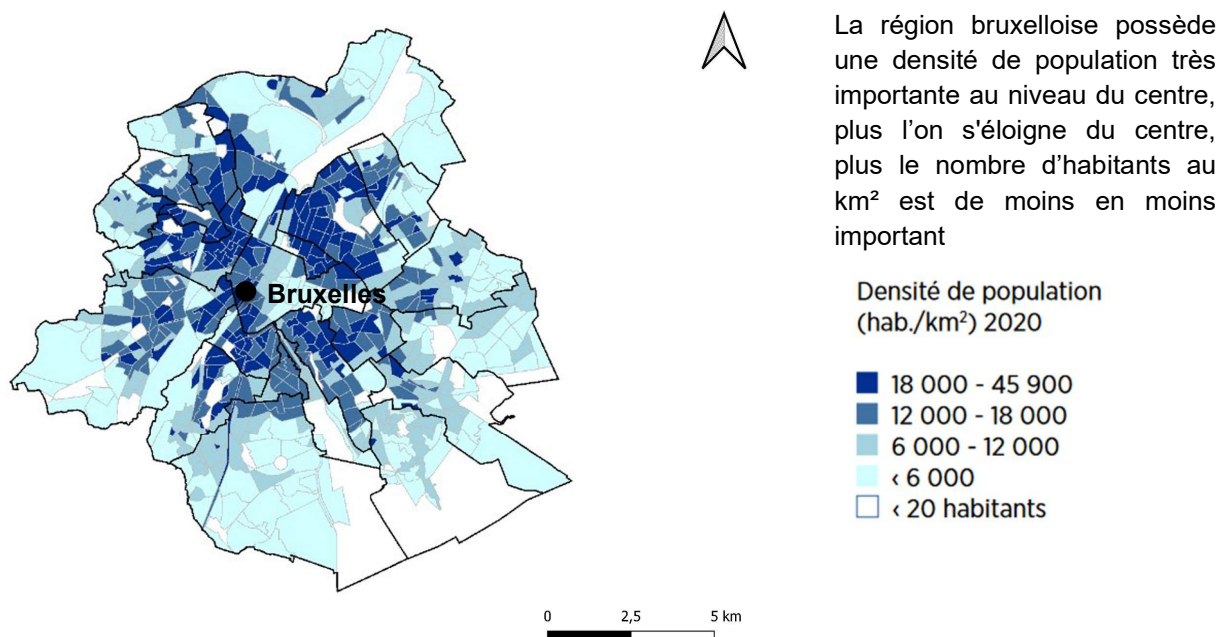 La région bruxelloise possède
une densité de population très
importante au niveau du centre,
plus l’on s'éloigne du centre,
plus le nombre d’habitants au
km² est de moins en moins
important
Bruxelles
Densité de population
(hab./km²) 2020
18 000 - 45 900
12 000 - 18 000
6 000 - 12 000
‹ 6 000
‹ 20 habitants
0 2,5 5 km